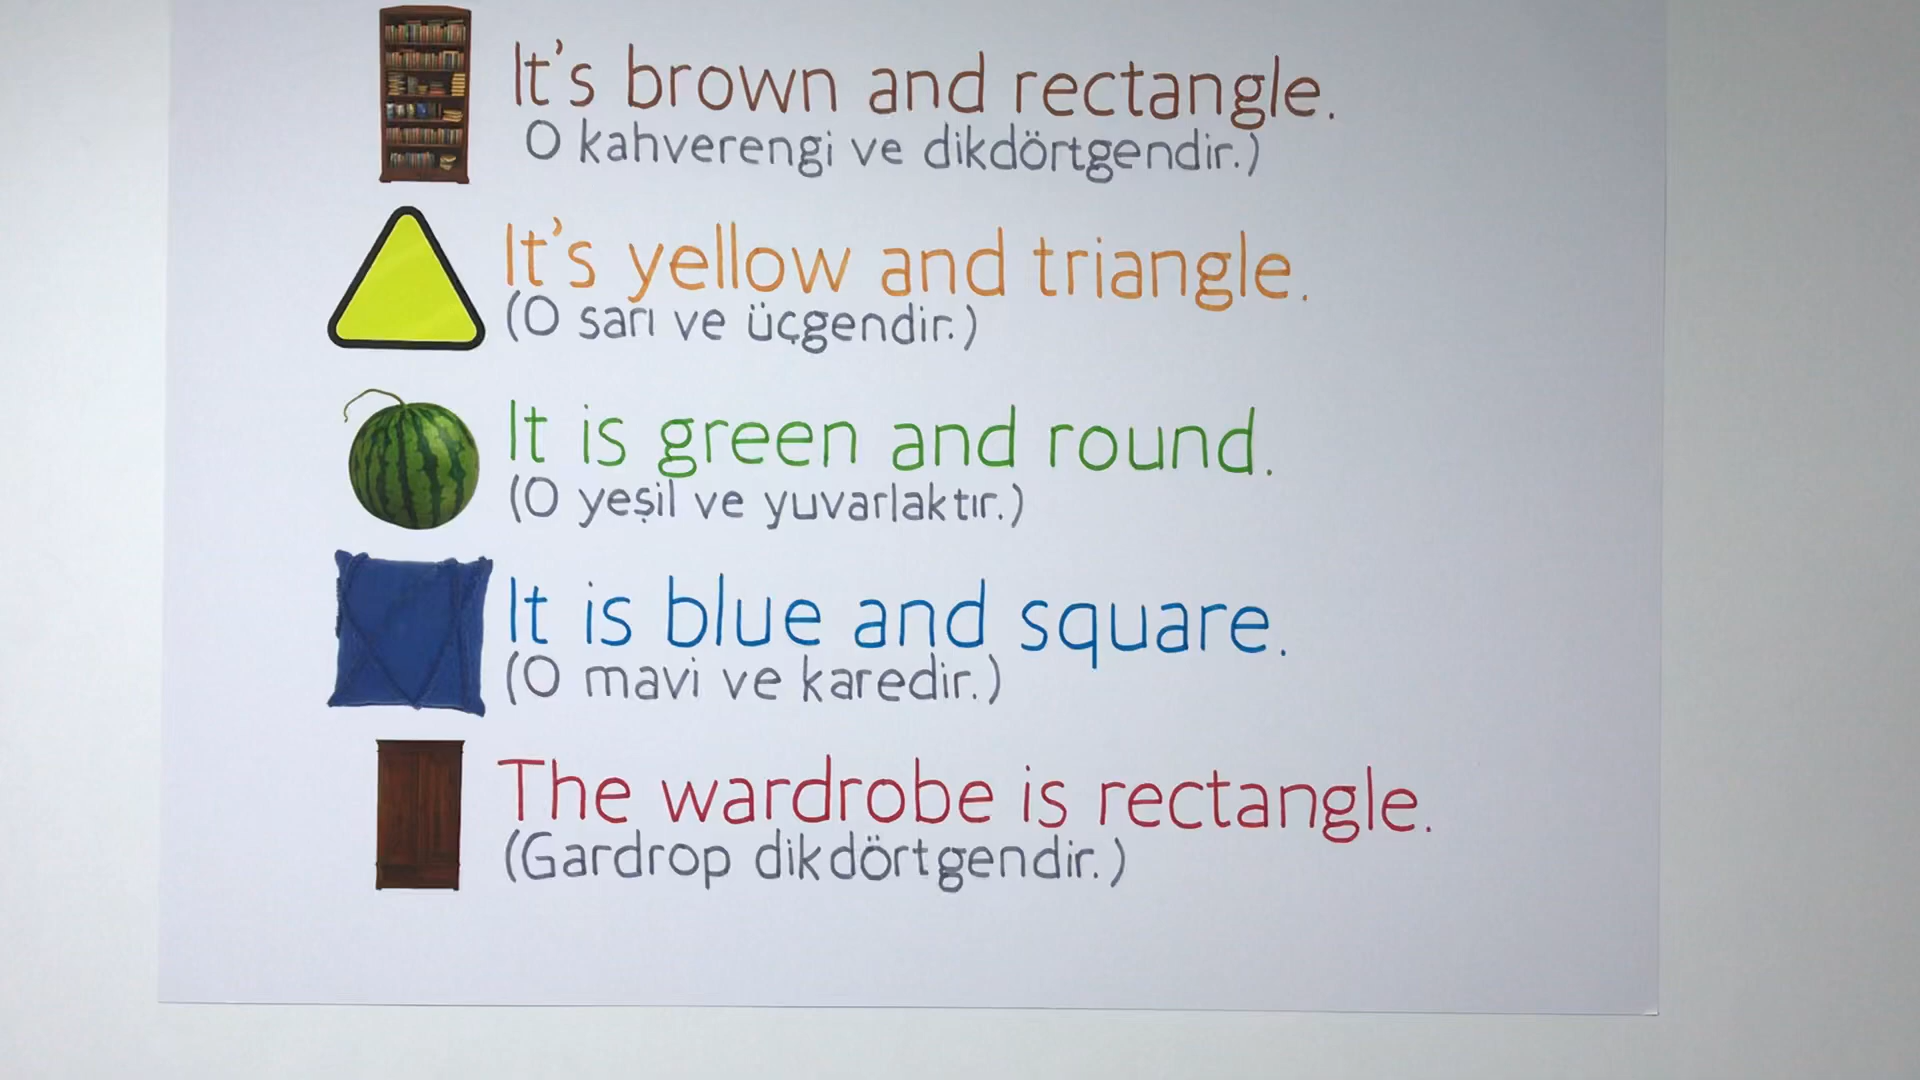 It's brown and rectangle.
O kahverengi ve dikdörtgendir.)
It's yellow and triangle.
(O sarı ve üçgendir.)
It is green and round.
(O yeşil ve yuvarlaktır.)
It is blue and square.
(O mavi ve karedir.)
The wardrobe is rectangle.
(Gardrop dikdörtgendir.)